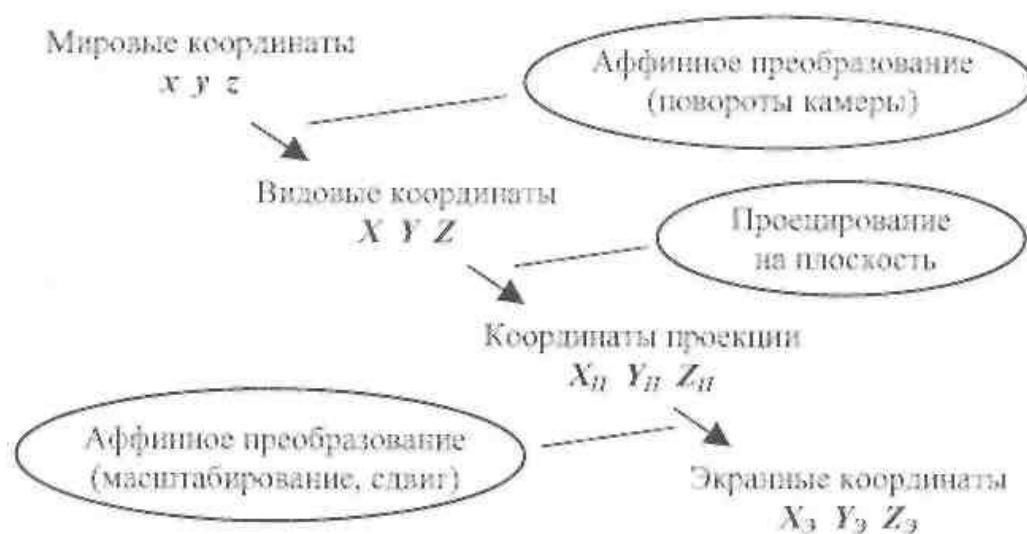 Мировые координаты
x y z
Аффинное преобразование
(повороты камеры)
Видовые координаты
X Y Z
Проецирование
на плоскость
Координаты проекции
XП YП ZП
Аффинное преобразование
(масштабирование, сдвиг)
Экранные координаты
XЭ YЭ ZЭ